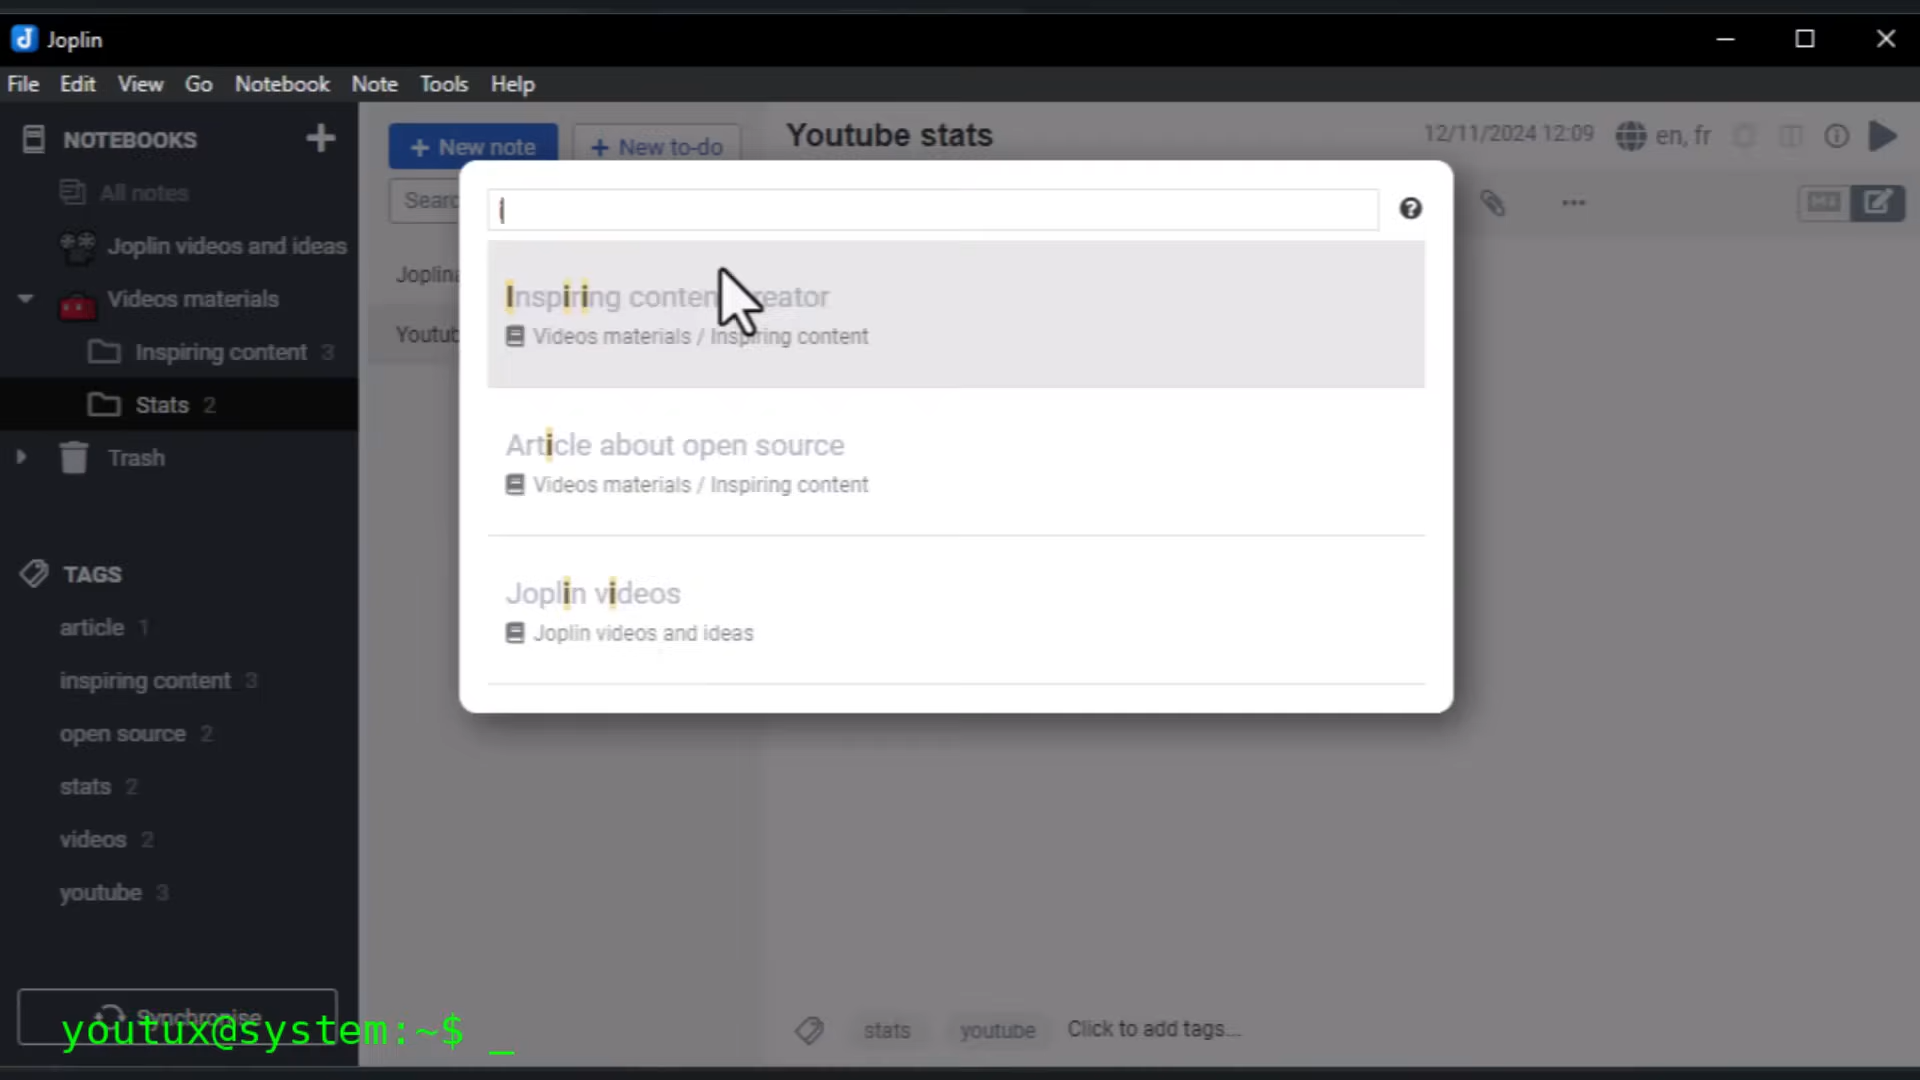 Joplin
File Edit View Go Notebook Note Tools Help
NOTEBOOKS
All notes
Joplin videos and ideas
Videos materials
Inspiring content 3
Stats 2
Trash
TAGS
article 1
inspiring content 3
open source 2
stats 2
videos 2
youtube 3
Synchronise
youtux@system:~$ _
+ New note
+ New to-do
Youtube stats
12/11/2024 12:09
en, fr
i
Inspiring content creator
Videos materials / Inspiring content
Article about open source
Videos materials / Inspiring content
Joplin videos
Joplin videos and ideas
stats youtube Click to add tags...